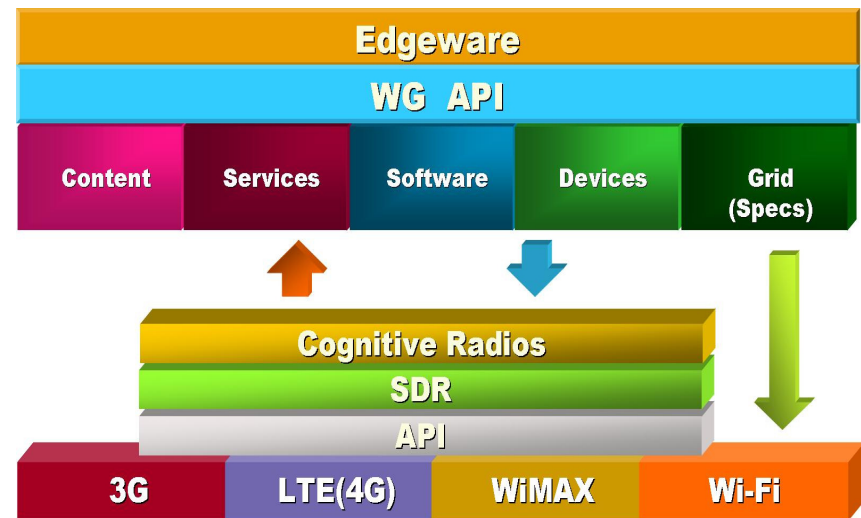 Edgeware
WG API
Content
Services
Software
Devices
Grid
(Specs)
Cognitive Radios
SDR
API
3G
LTE(4G)
WiMAX
Wi-Fi